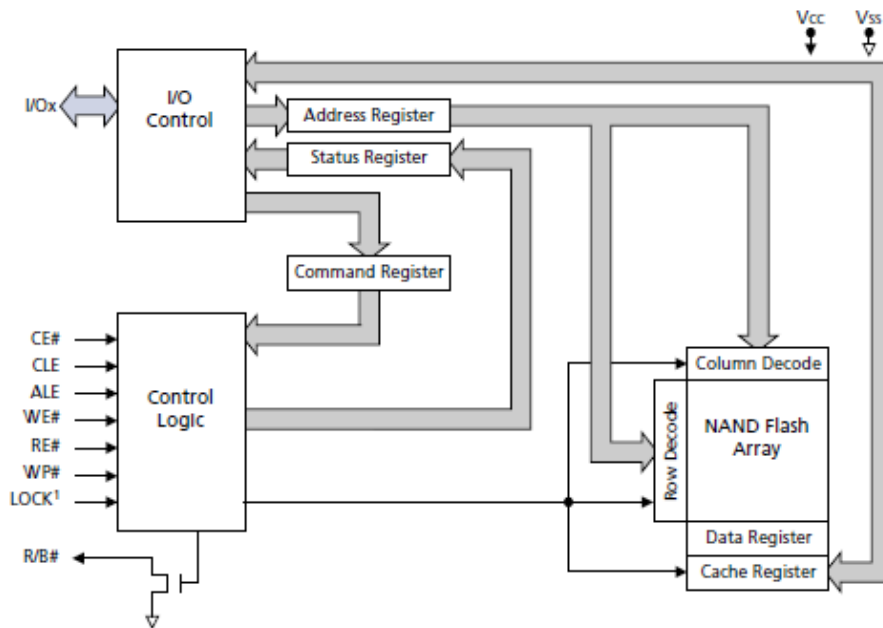 Vcc
Vss
I/Ox
I/O
Control
Address Register
Status Register
Command Register
CE#
CLE
ALE
WE#
RE#
WP#
LOCK¹
R/B#
Control
Logic
Column Decode
Row Decode
NAND Flash
Array
Data Register
Cache Register